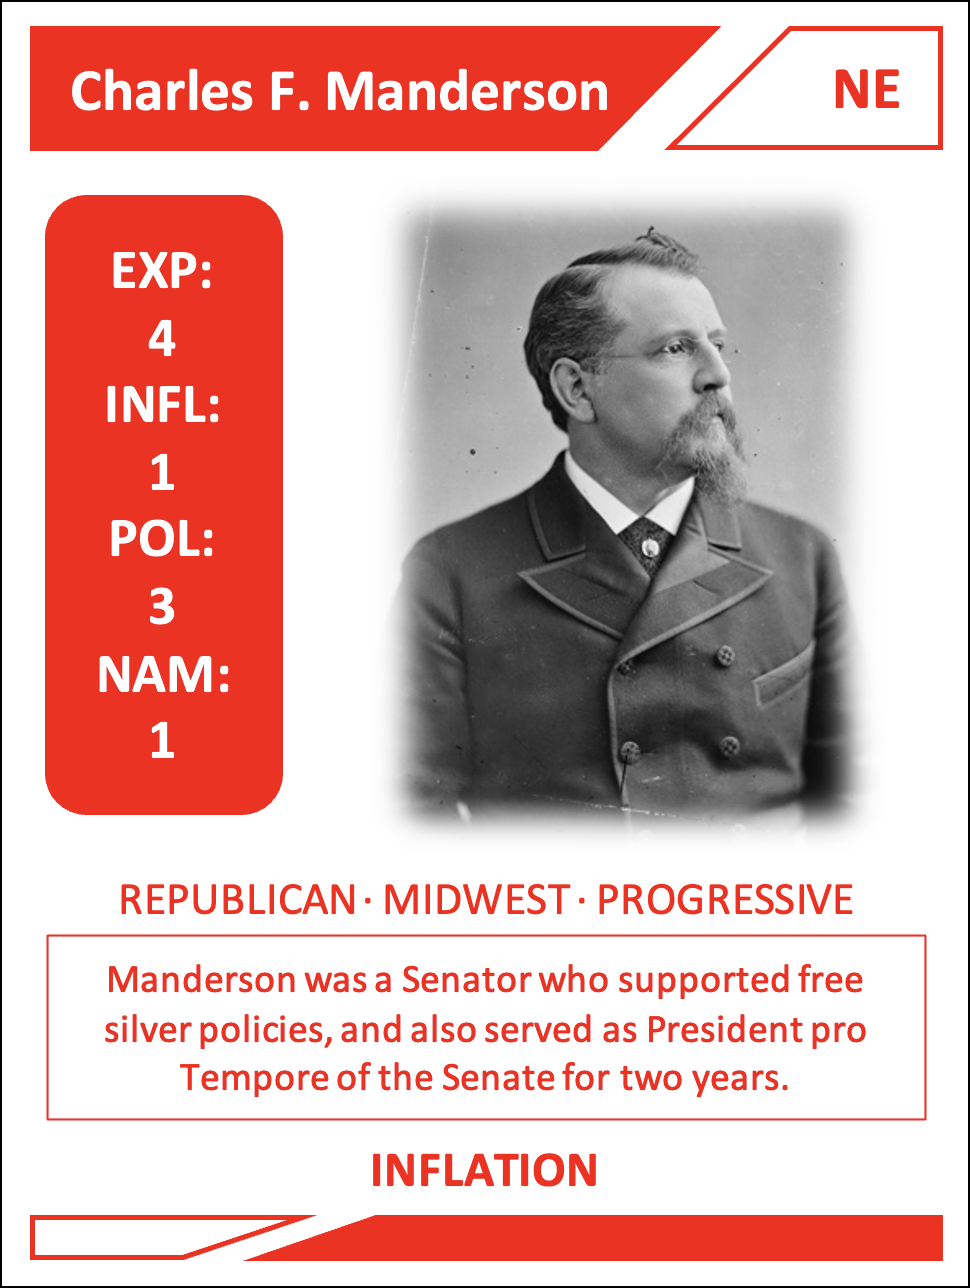 Charles F. Manderson
NE
EXP:
4
INFL:
1
POL:
3
NAM:
1
REPUBLICAN · MIDWEST · PROGRESSIVE
Manderson was a Senator who supported free
silver policies, and also served as President pro
Tempore of the Senate for two years.
INFLATION